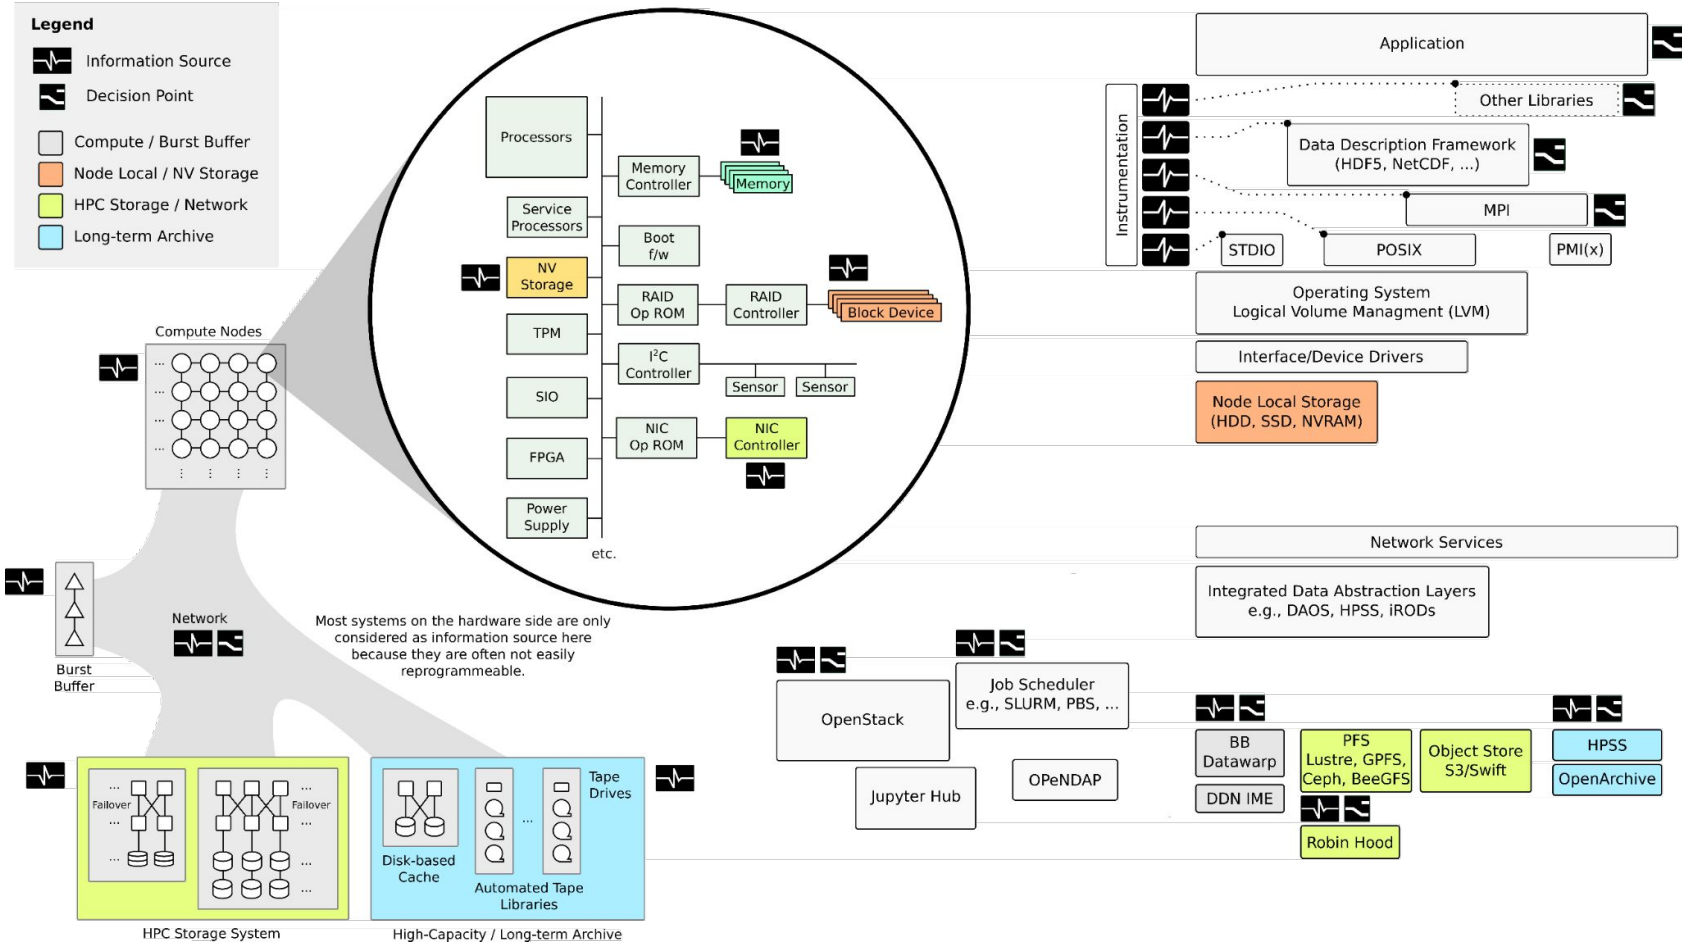 Legend
Information Source
Decision Point
Compute / Burst Buffer
Node Local / NV Storage
HPC Storage / Network
Long-term Archive
Compute Nodes
...
...
...
...
Processors
Service
Processors
NV
Storage
TPM
SIO
FPGA
Power
Supply
etc.
Memory
Controller
Memory
Boot
f/w
RAID
Op ROM
RAID
Controller
Block Device
I²C
Controller
Sensor
Sensor
NIC
Op ROM
NIC
Controller
Burst
Buffer
Network
Most systems on the hardware side are only
considered as information source here
because they are often not easily
reprogrammeable.
... Failover
...
...
...
Failover
...
...
...
HPC Storage System
Disk-based
Cache
...
Tape
Drives
Automated Tape
Libraries
High-Capacity / Long-term Archive
Application
Instrumentation
Other Libraries
Data Description Framework
(HDF5, NetCDF, ...)
MPI
STDIO
POSIX
PMI(x)
Operating System
Logical Volume Managment (LVM)
Interface/Device Drivers
Node Local Storage
(HDD, SSD, NVRAM)
Network Services
Integrated Data Abstraction Layers
e.g., DAOS, HPSS, iRODs
OpenStack
Job Scheduler
e.g., SLURM, PBS, ...
Jupyter Hub
OPeNDAP
BB
Datawarp
DDN IME
PFS
Lustre, GPFS,
Ceph, BeeGFS
Object Store
S3/Swift
HPSS
OpenArchive
Robin Hood